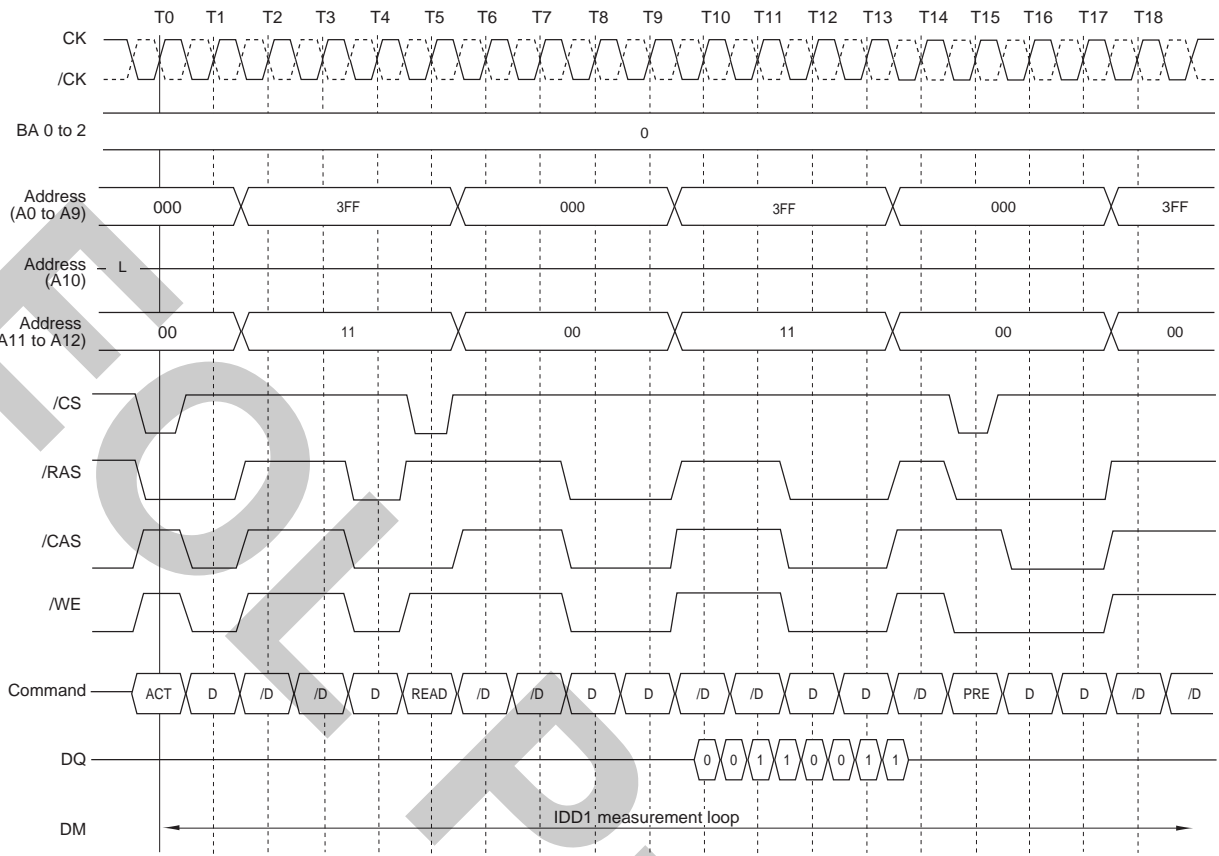 T0 T1 T2 T3 T4 T5 T6 T7 T8 T9 T10 T11 T12 T13 T14 T15 T16 T17 T18
CK
/CK
BA 0 to 2 0
Address
(A0 to A9) 000 3FF 000 3FF 000 3FF
Address
(A10) L
Address
A11 to A12) 00 11 00 11 00 00
/CS
/RAS
/CAS
/WE
Command ACT D /D /D D READ /D /D D D /D /D D D /D PRE D D /D /D
DQ 0 0 1 1 0 0 1 1
IDD1 measurement loop
DM
EOL P